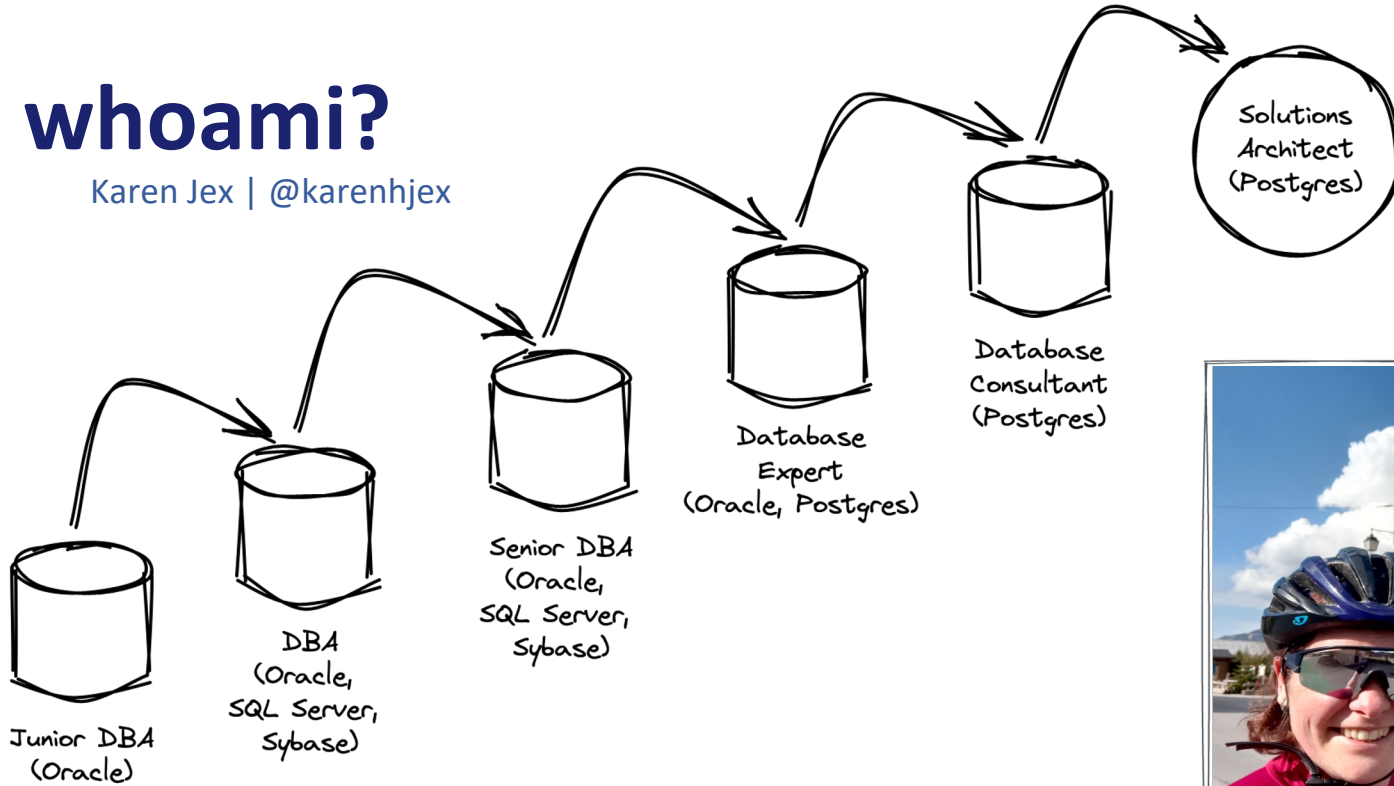 whoami?
Karen Jex | @karenhjex
Junior DBA
(Oracle)
DBA
(Oracle,
SQL Server,
Sybase)
Senior DBA
(Oracle,
SQL Server,
Sybase)
Database
Expert
(Oracle, Postgres)
Database
Consultant
(Postgres)
Solutions
Architect
(Postgres)